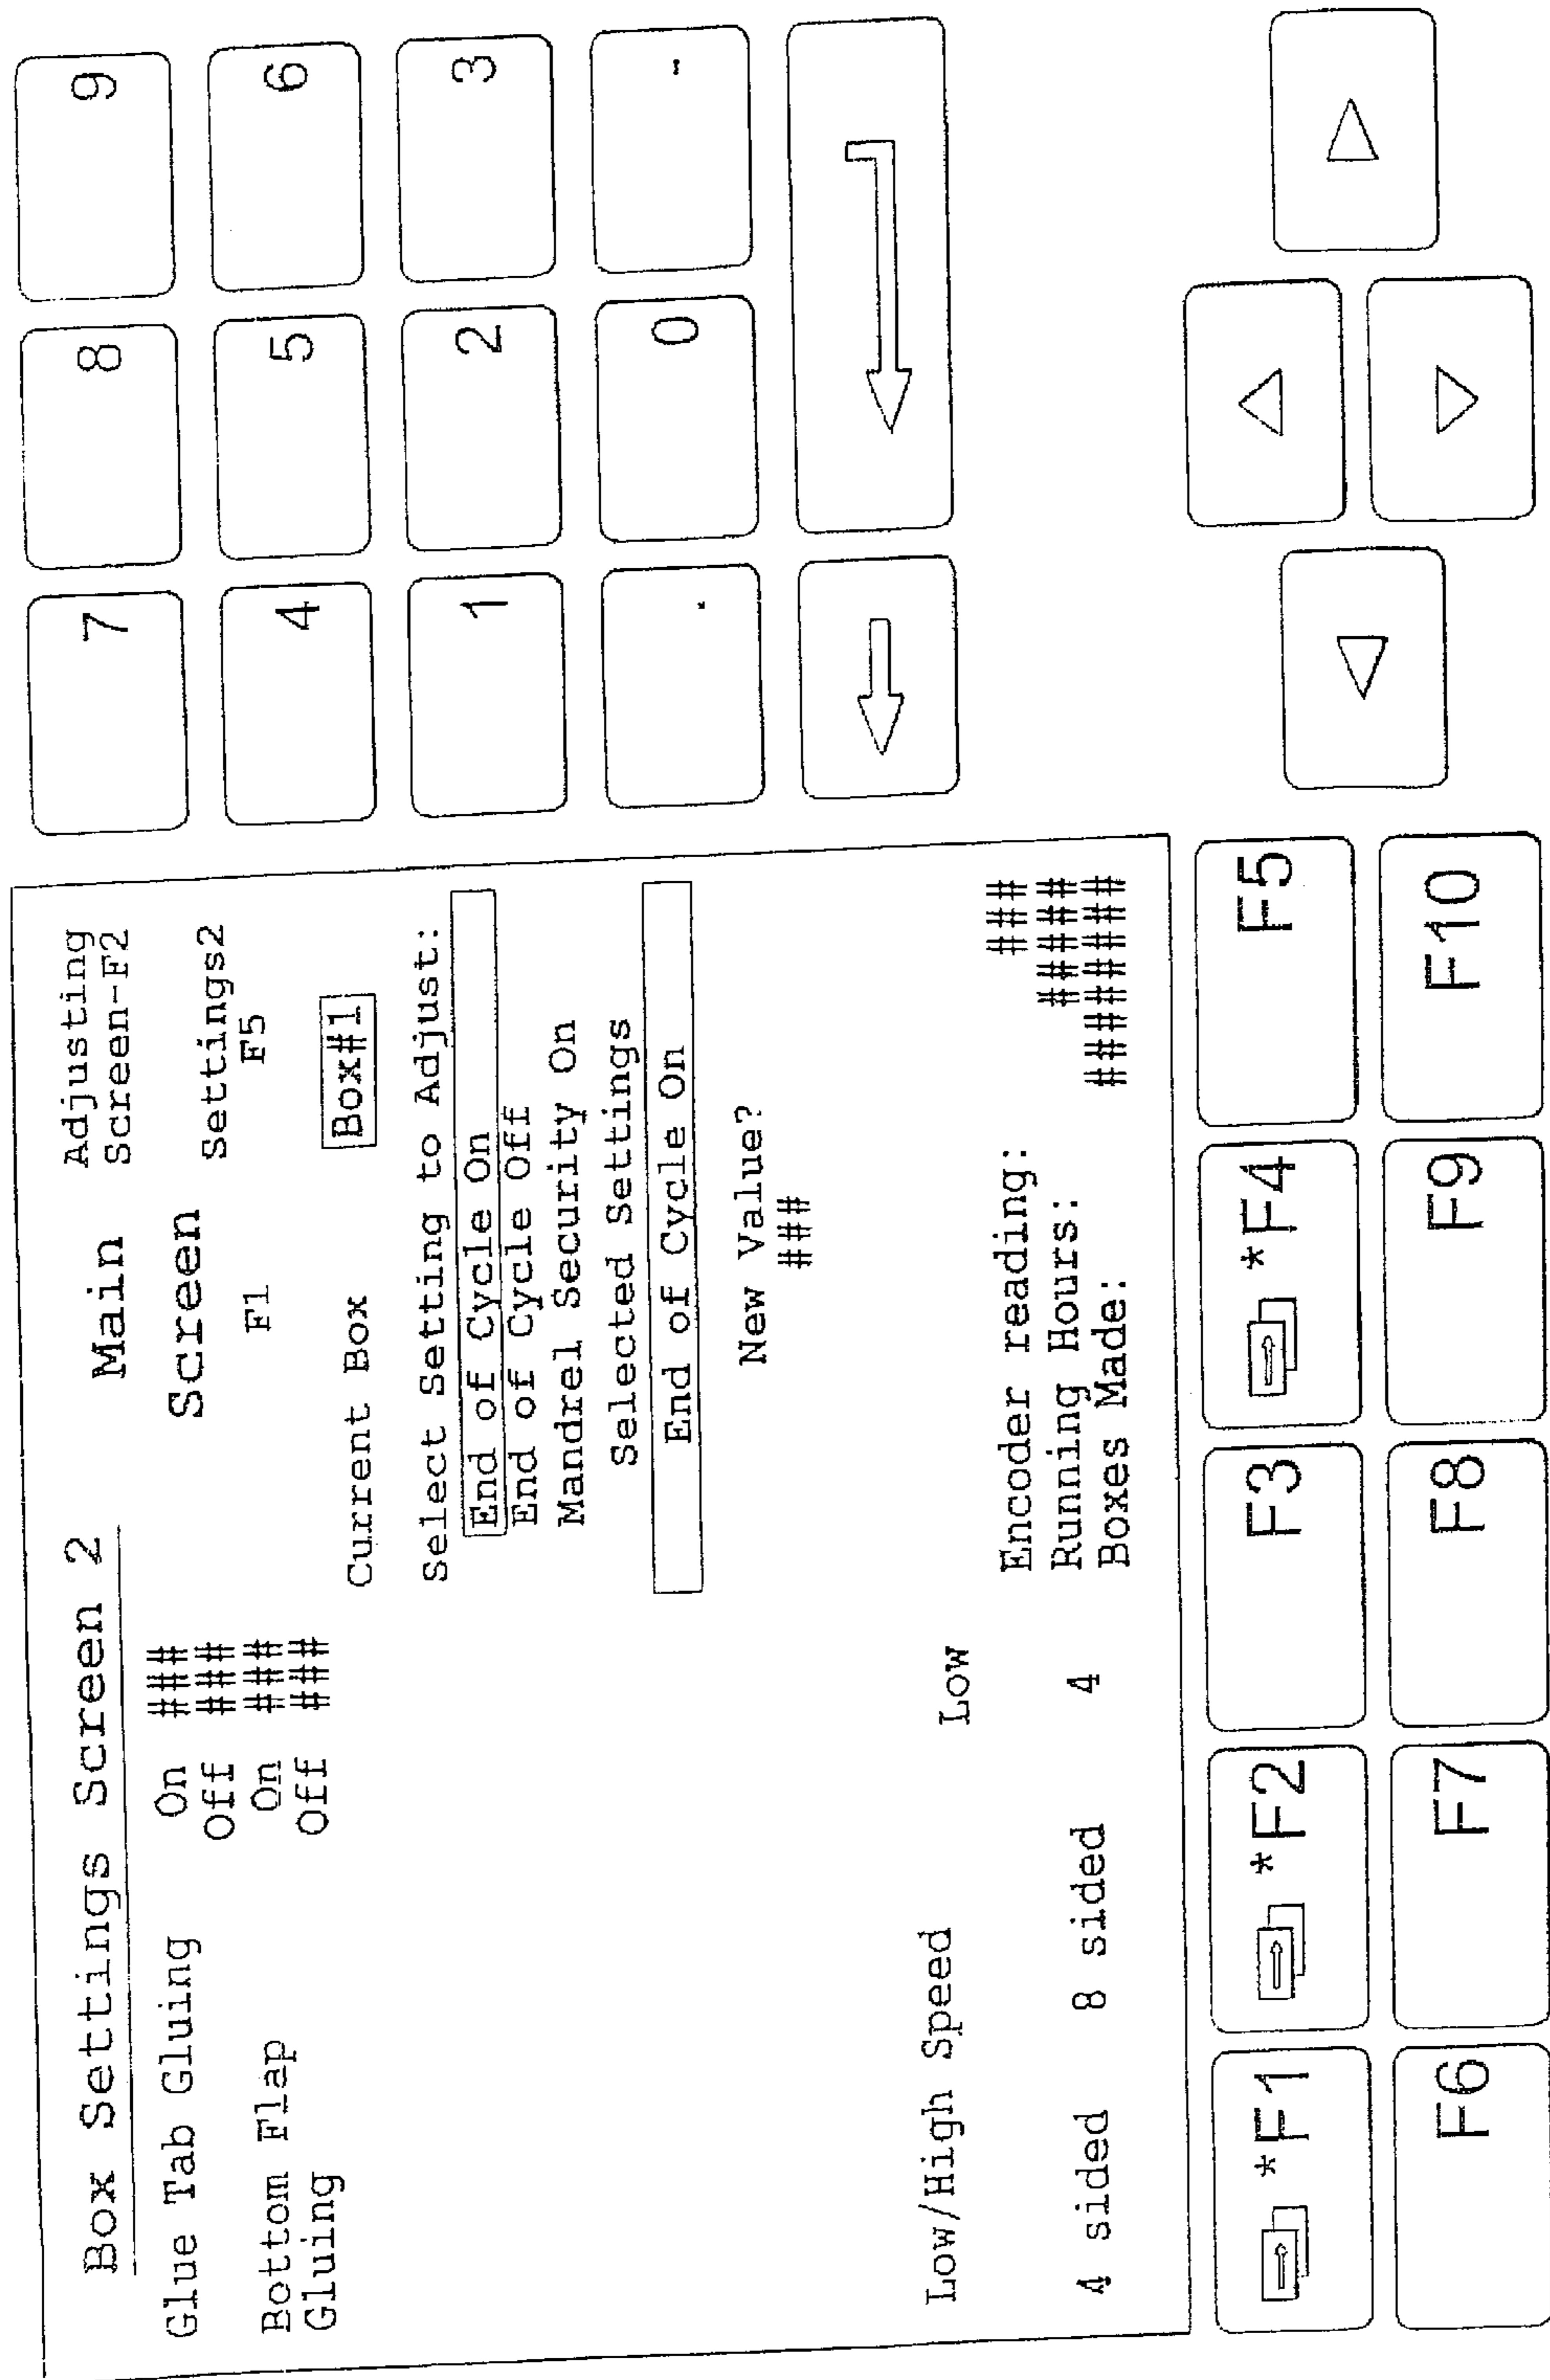 Box Settings Screen 2
Main
Screen
F1
Adjusting
Screen-F2
Settings2
F5
Glue Tab Gluing
On ###
Off ###
Bottom Flap
Gluing
On ###
Off ###
Current Box
Box#1
Select Setting to Adjust:
End of Cycle On
End of Cycle Off
Mandrel Security On
Selected Settings
End of Cycle On
New Value?
###
Low/High Speed Low
4 sided 8 sided 4
Encoder reading: ###
Running Hours: #####
Boxes Made: ########
7 8 9
4 5 6
1 2 3
. 0 -
*F1 *F2 F3 *F4 F5
F6 F7 F8 F9 F10